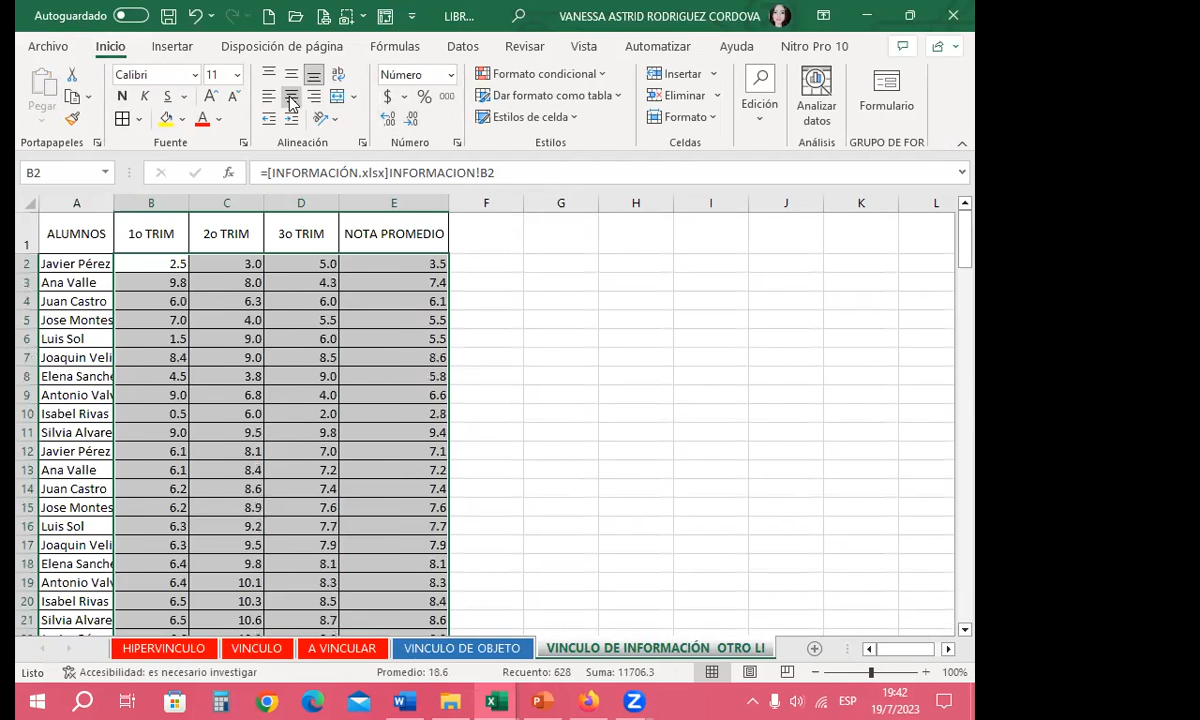 Autoguardado LIBR... VANESSA ASTRID RODRIGUEZ CORDOVA
Archivo Inicio Insertar Disposición de página Fórmulas Datos Revisar Vista Automatizar Ayuda Nitro Pro 10
Pegar Calibri 11 Número Formato condicional Insertar Edición Analizar datos Formulario
N K S A A ab $ % 000 Dar formato como tabla Eliminar
A Estilos de celda Formato
Portapapeles Fuente Alineación Número Estilos Celdas GRUPO DE FOR
B2 fx =[INFORMACIÓN.xlsx]INFORMACION!B2
A B C D E F G H I J K L
1 ALUMNOS 1o TRIM 2o TRIM 3o TRIM NOTA PROMEDIO
2 Javier Pérez 2.5 3.0 5.0 3.5
3 Ana Valle 9.8 8.0 4.3 7.4
4 Juan Castro 6.0 6.3 6.0 6.1
5 Jose Montes 7.0 4.0 5.5 5.5
6 Luis Sol 1.5 9.0 6.0 5.5
7 Joaquin Veli 8.4 9.0 8.5 8.6
8 Elena Sanche 4.5 3.8 9.0 5.8
9 Antonio Valv 9.0 6.8 4.0 6.6
10 Isabel Rivas 0.5 6.0 2.0 2.8
11 Silvia Alvare 9.0 9.5 9.8 9.4
12 Javier Pérez 6.1 8.1 7.0 7.1
13 Ana Valle 6.1 8.4 7.2 7.2
14 Juan Castro 6.2 8.6 7.4 7.4
15 Jose Montes 6.2 8.9 7.6 7.6
16 Luis Sol 6.3 9.2 7.7 7.7
17 Joaquin Veli 6.3 9.5 7.9 7.9
18 Elena Sanche 6.4 9.8 8.1 8.1
19 Antonio Valv 6.4 10.1 8.3 8.3
20 Isabel Rivas 6.5 10.3 8.5 8.4
21 Silvia Alvare 6.5 10.6 8.7 8.6
HIPERVINCULO VINCULO A VINCULAR VINCULO DE OBJETO VINCULO DE INFORMACIÓN OTRO LI
Listo Accesibilidad: es necesario investigar Promedio: 18.6 Recuento: 628 Suma: 11706.3 100%
ESP 19:42
19/7/2023